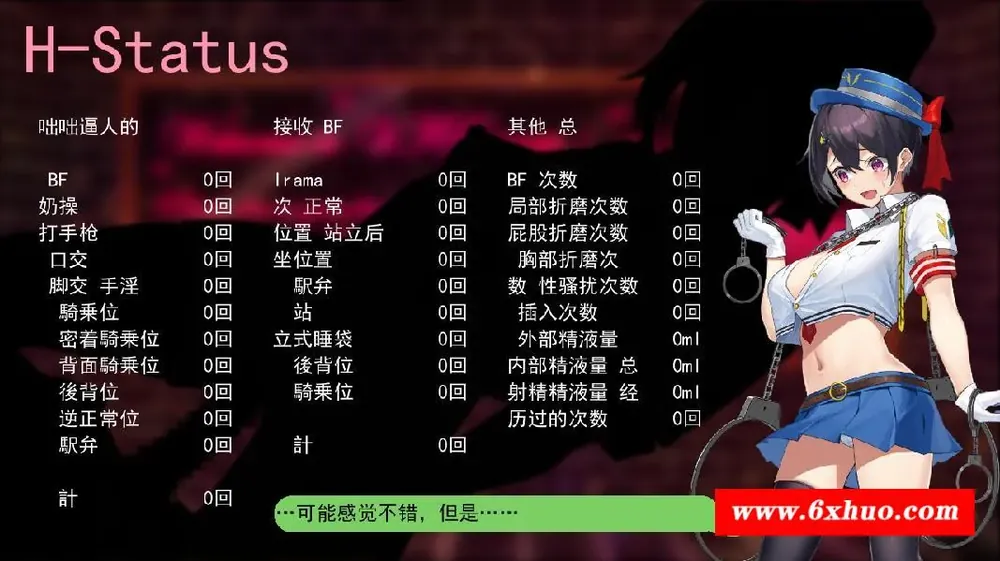 H-Status
咄咄逼人的
BF 0回
奶操 0回
打手枪 0回
口交 0回
脚交 手淫 0回
騎乗位 0回
密着騎乗位 0回
背面騎乗位 0回
後背位 0回
逆正常位 0回
駅弁 0回
計 0回
接收 BF
Irama 0回
次 正常 0回
位置 站立后 0回
坐位置 0回
駅弁 0回
站 0回
立式睡袋 0回
後背位 0回
騎乗位 0回
計 0回
其他 总
BF 次数 0回
局部折磨次数 0回
屁股折磨次数 0回
胸部折磨次 0回
数 性骚扰次数 0回
插入次数 0回
外部精液量 0ml
内部精液量 总 0ml
射精精液量 经 0ml
历过的次数 0回
…可能感觉不错，但是……
www.6xhuo.com